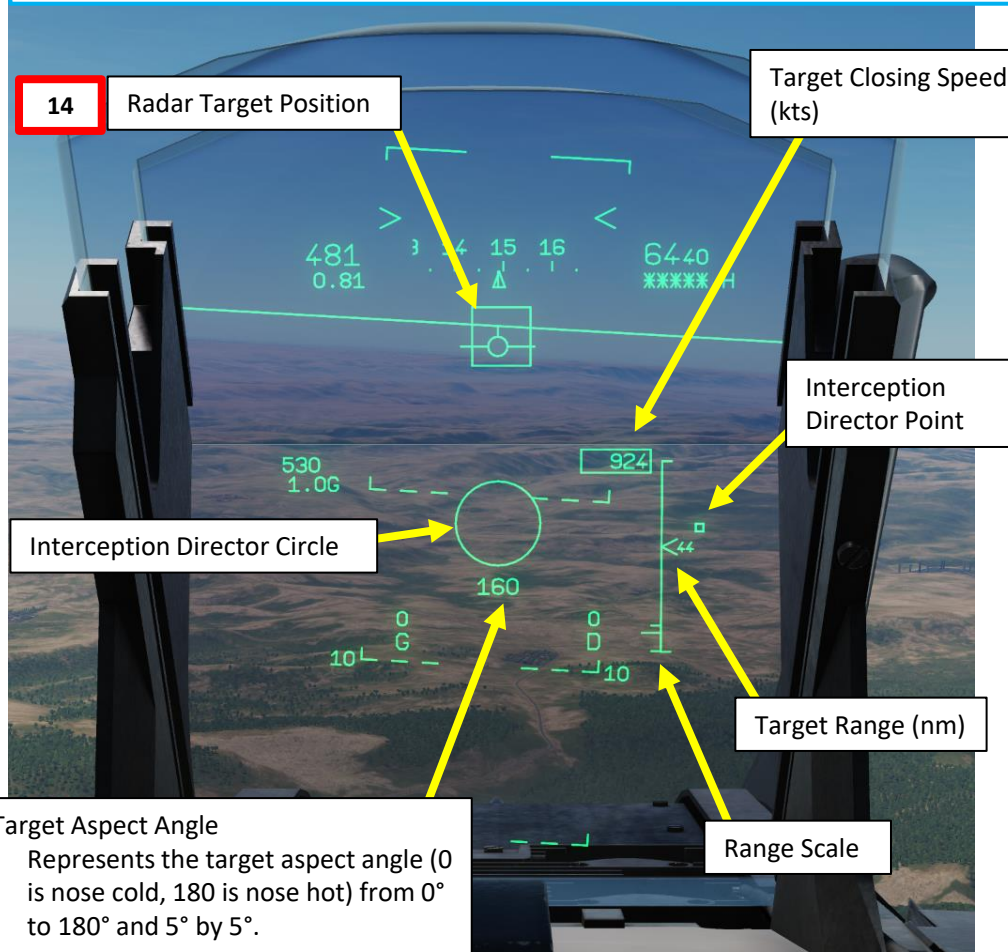 14
Radar Target Position
Target Closing Speed
(kts)
> <
481 14 15 16 6440
0.81 ***** H
Interception
Director Point
530 924
1.0G
Interception Director Circle
<44
160
0 0
G D
10 10
Target Range (nm)
Target Aspect Angle
Represents the target aspect angle (0
is nose cold, 180 is nose hot) from 0°
to 180° and 5° by 5°.
Range Scale